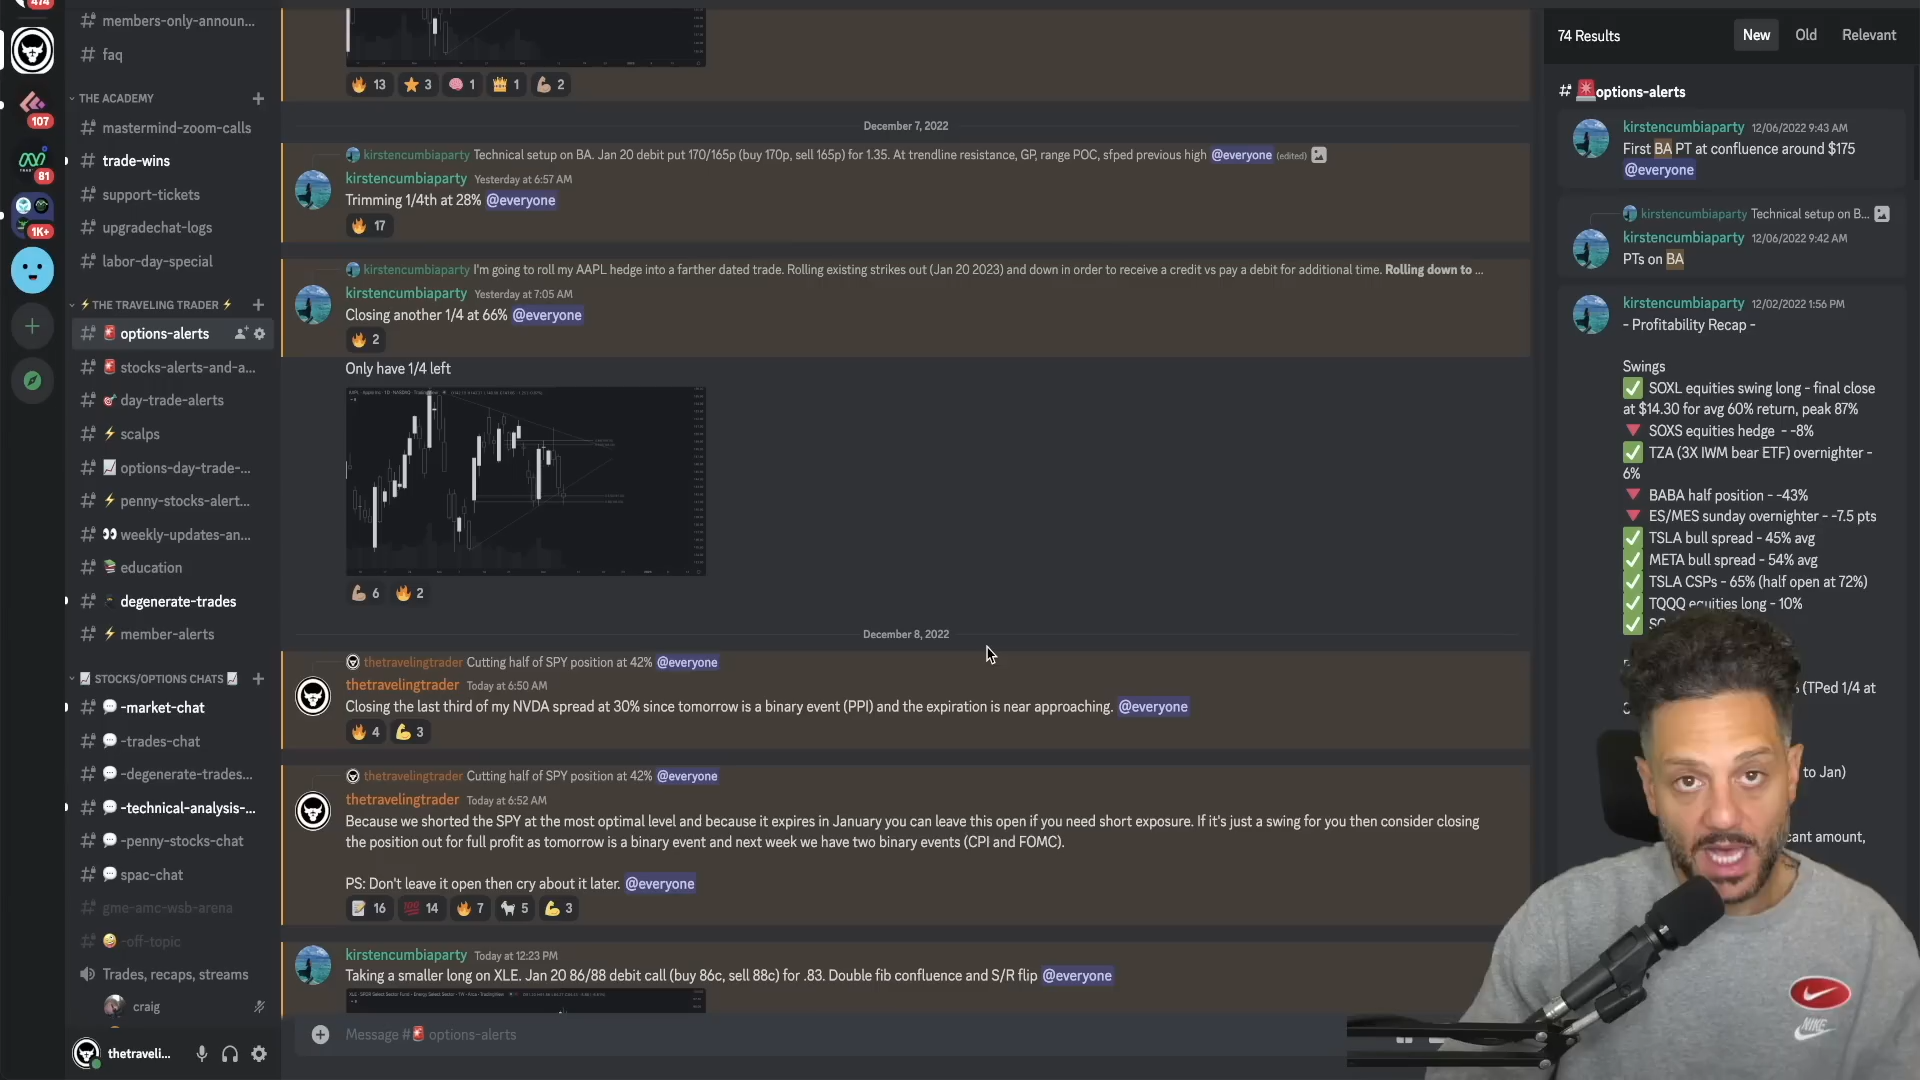 474
members-only-announ...
faq
THE ACADEMY
107
mastermind-zoom-calls
trade-wins
81
support-tickets
upgradechat-logs
1K+
labor-day-special
⚡THE TRAVELING TRADER⚡
🚨 options-alerts
🚨 stocks-alerts-and-a...
🎯 day-trade-alerts
⚡ scalps
📈 options-day-trade-...
⚡ penny-stocks-alert...
👀 weekly-updates-an...
📚 education
degenerate-trades
⚡ member-alerts
📈 STOCKS/OPTIONS CHATS 📈
💬 -market-chat
💬 -trades-chat
💬 -degenerate-trades...
💬 -technical-analysis-...
💬 -penny-stocks-chat
💬 spac-chat
gme-amc-wsb-arena
-off-topic
Trades, recaps, streams
craig
thetraveli...
🔥 13 ⭐ 3 🧠 1 👑 1 💪🏽 2
December 7, 2022
kirstencumbiaparty Technical setup on BA. Jan 20 debit put 170/165p (buy 170p, sell 165p) for 1.35. At trendline resistance, GP, range POC, sfped previous high @everyone (edited)
kirstencumbiaparty Yesterday at 6:57 AM
Trimming 1/4th at 28% @everyone
🔥 17
kirstencumbiaparty I'm going to roll my AAPL hedge into a farther dated trade. Rolling existing strikes out (Jan 20 2023) and down in order to receive a credit vs pay a debit for additional time. Rolling down to ...
kirstencumbiaparty Yesterday at 7:05 AM
Closing another 1/4 at 66% @everyone
🔥 2
Only have 1/4 left
💪🏽 6 🔥 2
December 8, 2022
thetravelingtrader Cutting half of SPY position at 42% @everyone
thetravelingtrader Today at 6:50 AM
Closing the last third of my NVDA spread at 30% since tomorrow is a binary event (PPI) and the expiration is near approaching. @everyone
🔥 4 💪 3
thetravelingtrader Cutting half of SPY position at 42% @everyone
thetravelingtrader Today at 6:52 AM
Because we shorted the SPY at the most optimal level and because it expires in January you can leave this open if you need short exposure. If it's just a swing for you then consider closing
the position out for full profit as tomorrow is a binary event and next week we have two binary events (CPI and FOMC).
PS: Don't leave it open then cry about it later. @everyone
📝 16 💯 14 🔥 7 🐐 5 💪 3
kirstencumbiaparty Today at 12:23 PM
Taking a smaller long on XLE. Jan 20 86/88 debit call (buy 86c, sell 88c) for .83. Double fib confluence and S/R flip @everyone
Message #🚨 options-alerts
74 Results
New Old Relevant
# 🚨options-alerts
kirstencumbiaparty 12/06/2022 9:43 AM
First BA PT at confluence around $175
@everyone
kirstencumbiaparty Technical setup on B...
kirstencumbiaparty 12/06/2022 9:42 AM
PTs on BA
kirstencumbiaparty 12/02/2022 1:56 PM
- Profitability Recap -
Swings
✅ SOXL equities swing long - final close
at $14.30 for avg 60% return, peak 87%
🔻 SOXS equities hedge - -8%
✅ TZA (3X IWM bear ETF) overnighter -
6%
🔻 BABA half position - -43%
🔻 ES/MES sunday overnighter - -7.5 pts
✅ TSLA bull spread - 45% avg
✅ META bull spread - 54% avg
✅ TSLA CSPs - 65% (half open at 72%)
✅ TQQQ equities long - 10%
(TPed 1/4 at
to Jan)
cant amount,
NIKE